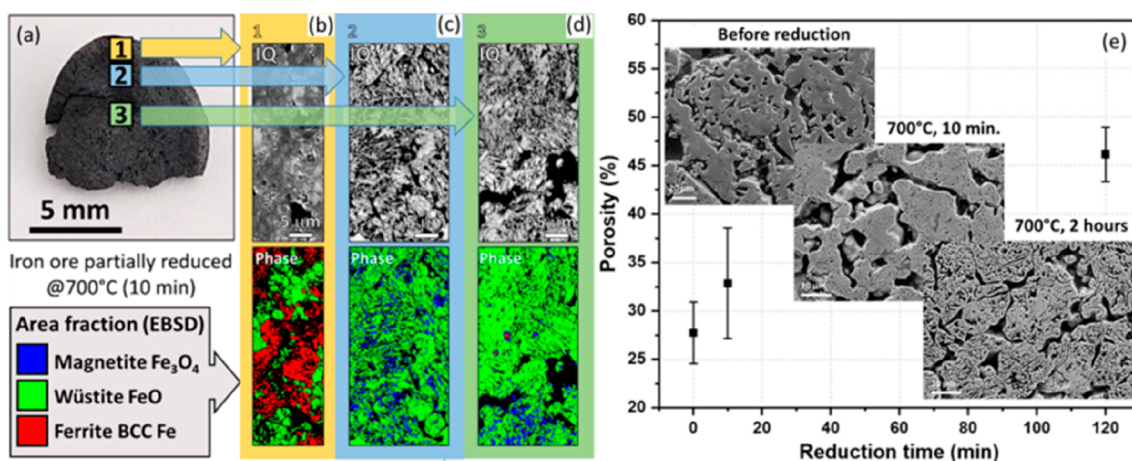 (a)
1
2
3
5 mm
Iron ore partially reduced
@700°C (10 min)
Area fraction (EBSD)
Magnetite Fe₃O₄
Wüstite FeO
Ferrite BCC Fe
1
(b)
IQ
5 µm
Phase
2
(c)
IQ
Phase
3
(d)
IQ
Phase
(e)
Before reduction
700°C, 10 min.
10 µm
700°C, 2 hours
Porosity (%)
60
55
50
45
40
35
30
25
20
0
20
40
60
80
100
120
Reduction time (min)